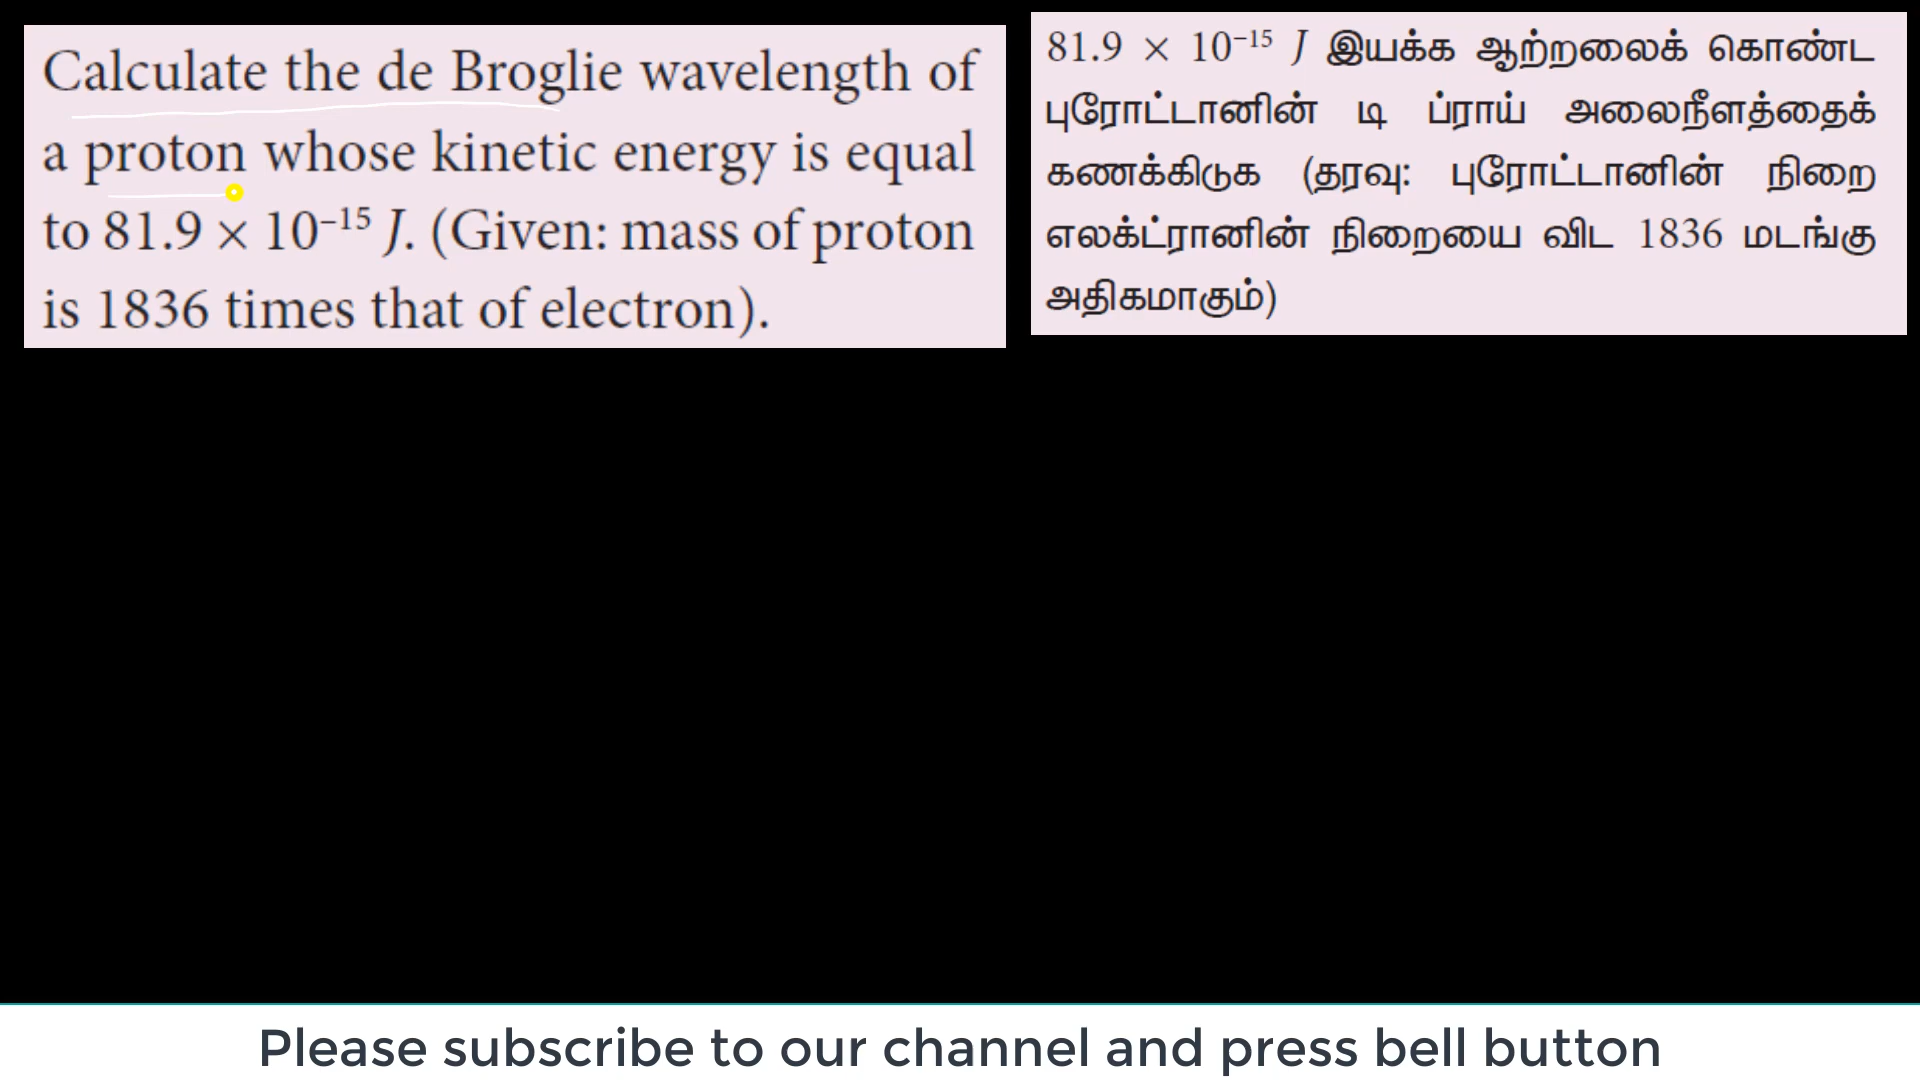 Calculate the de Broglie wavelength of
a proton whose kinetic energy is equal
to 81.9 × 10⁻¹⁵ J. (Given: mass of proton
is 1836 times that of electron).
81.9 × 10⁻¹⁵ J இயக்க ஆற்றலைக் கொண்ட
புரோட்டானின் டி ப்ராய் அலைநீளத்தைக்
கணக்கிடுக (தரவு: புரோட்டானின் நிறை
எலக்ட்ரானின் நிறையை விட 1836 மடங்கு
அதிகமாகும்)
Please subscribe to our channel and press bell button